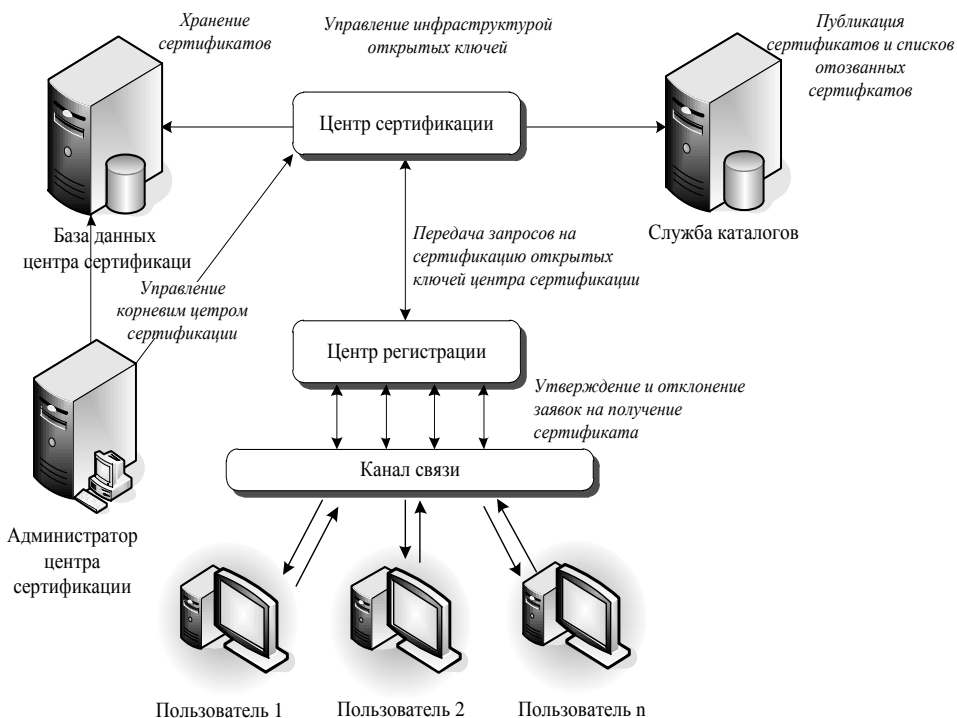 Хранение
сертификатов
Управление инфраструктурой
открытых ключей
Публикация
сертификатов и списков
отозванных
сертифкатов
Центр сертификации
База данных
центра сертификаци
Служба каталогов
Передача запросов на
сертификацию открытых
ключей центра сертификации
Управление
корневим цетром
сертификации
Центр регистрации
Утверждение и отклонение
заявок на получение
сертификата
Канал связи
Администратор
центра
сертификации
Пользователь 1
Пользователь 2
Пользователь n